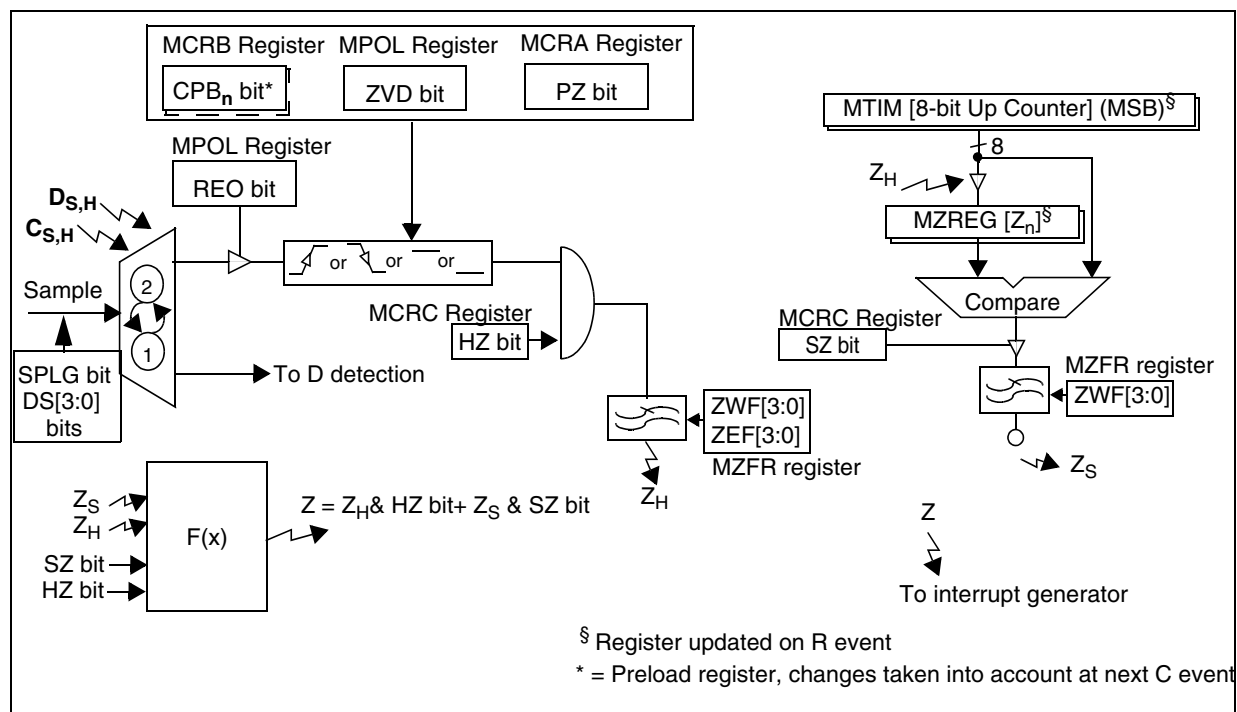 MCRB Register
MPOL Register
MCRA Register
CPBn bit*
ZVD bit
PZ bit
MTIM [8-bit Up Counter] (MSB)§
8
MPOL Register
REO bit
ZH
DS,H
CS,H
MZREG [Zn]§
or
or
or
2
Sample
1
Compare
MCRC Register
HZ bit
MCRC Register
SZ bit
SPLG bit
DS[3:0]
bits
To D detection
MZFR register
ZWF[3:0]
ZWF[3:0]
ZEF[3:0]
MZFR register
ZH
ZS
ZS
ZH
SZ bit
HZ bit
F(x)
Z = ZH& HZ bit+ ZS & SZ bit
Z
To interrupt generator
§ Register updated on R event
* = Preload register, changes taken into account at next C event